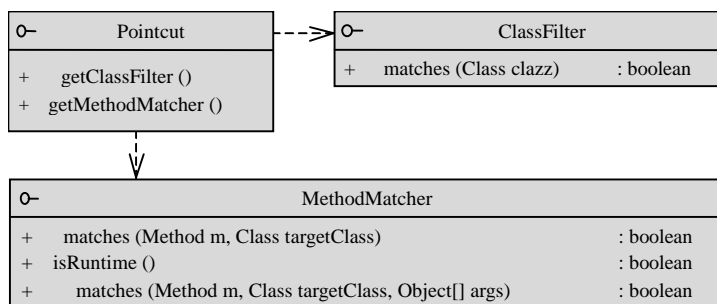 Pointcut
+ getClassFilter ()
+ getMethodMatcher ()
ClassFilter
+ matches (Class clazz) : boolean
MethodMatcher
+ matches (Method m, Class targetClass) : boolean
+ isRuntime () : boolean
+ matches (Method m, Class targetClass, Object[] args) : boolean